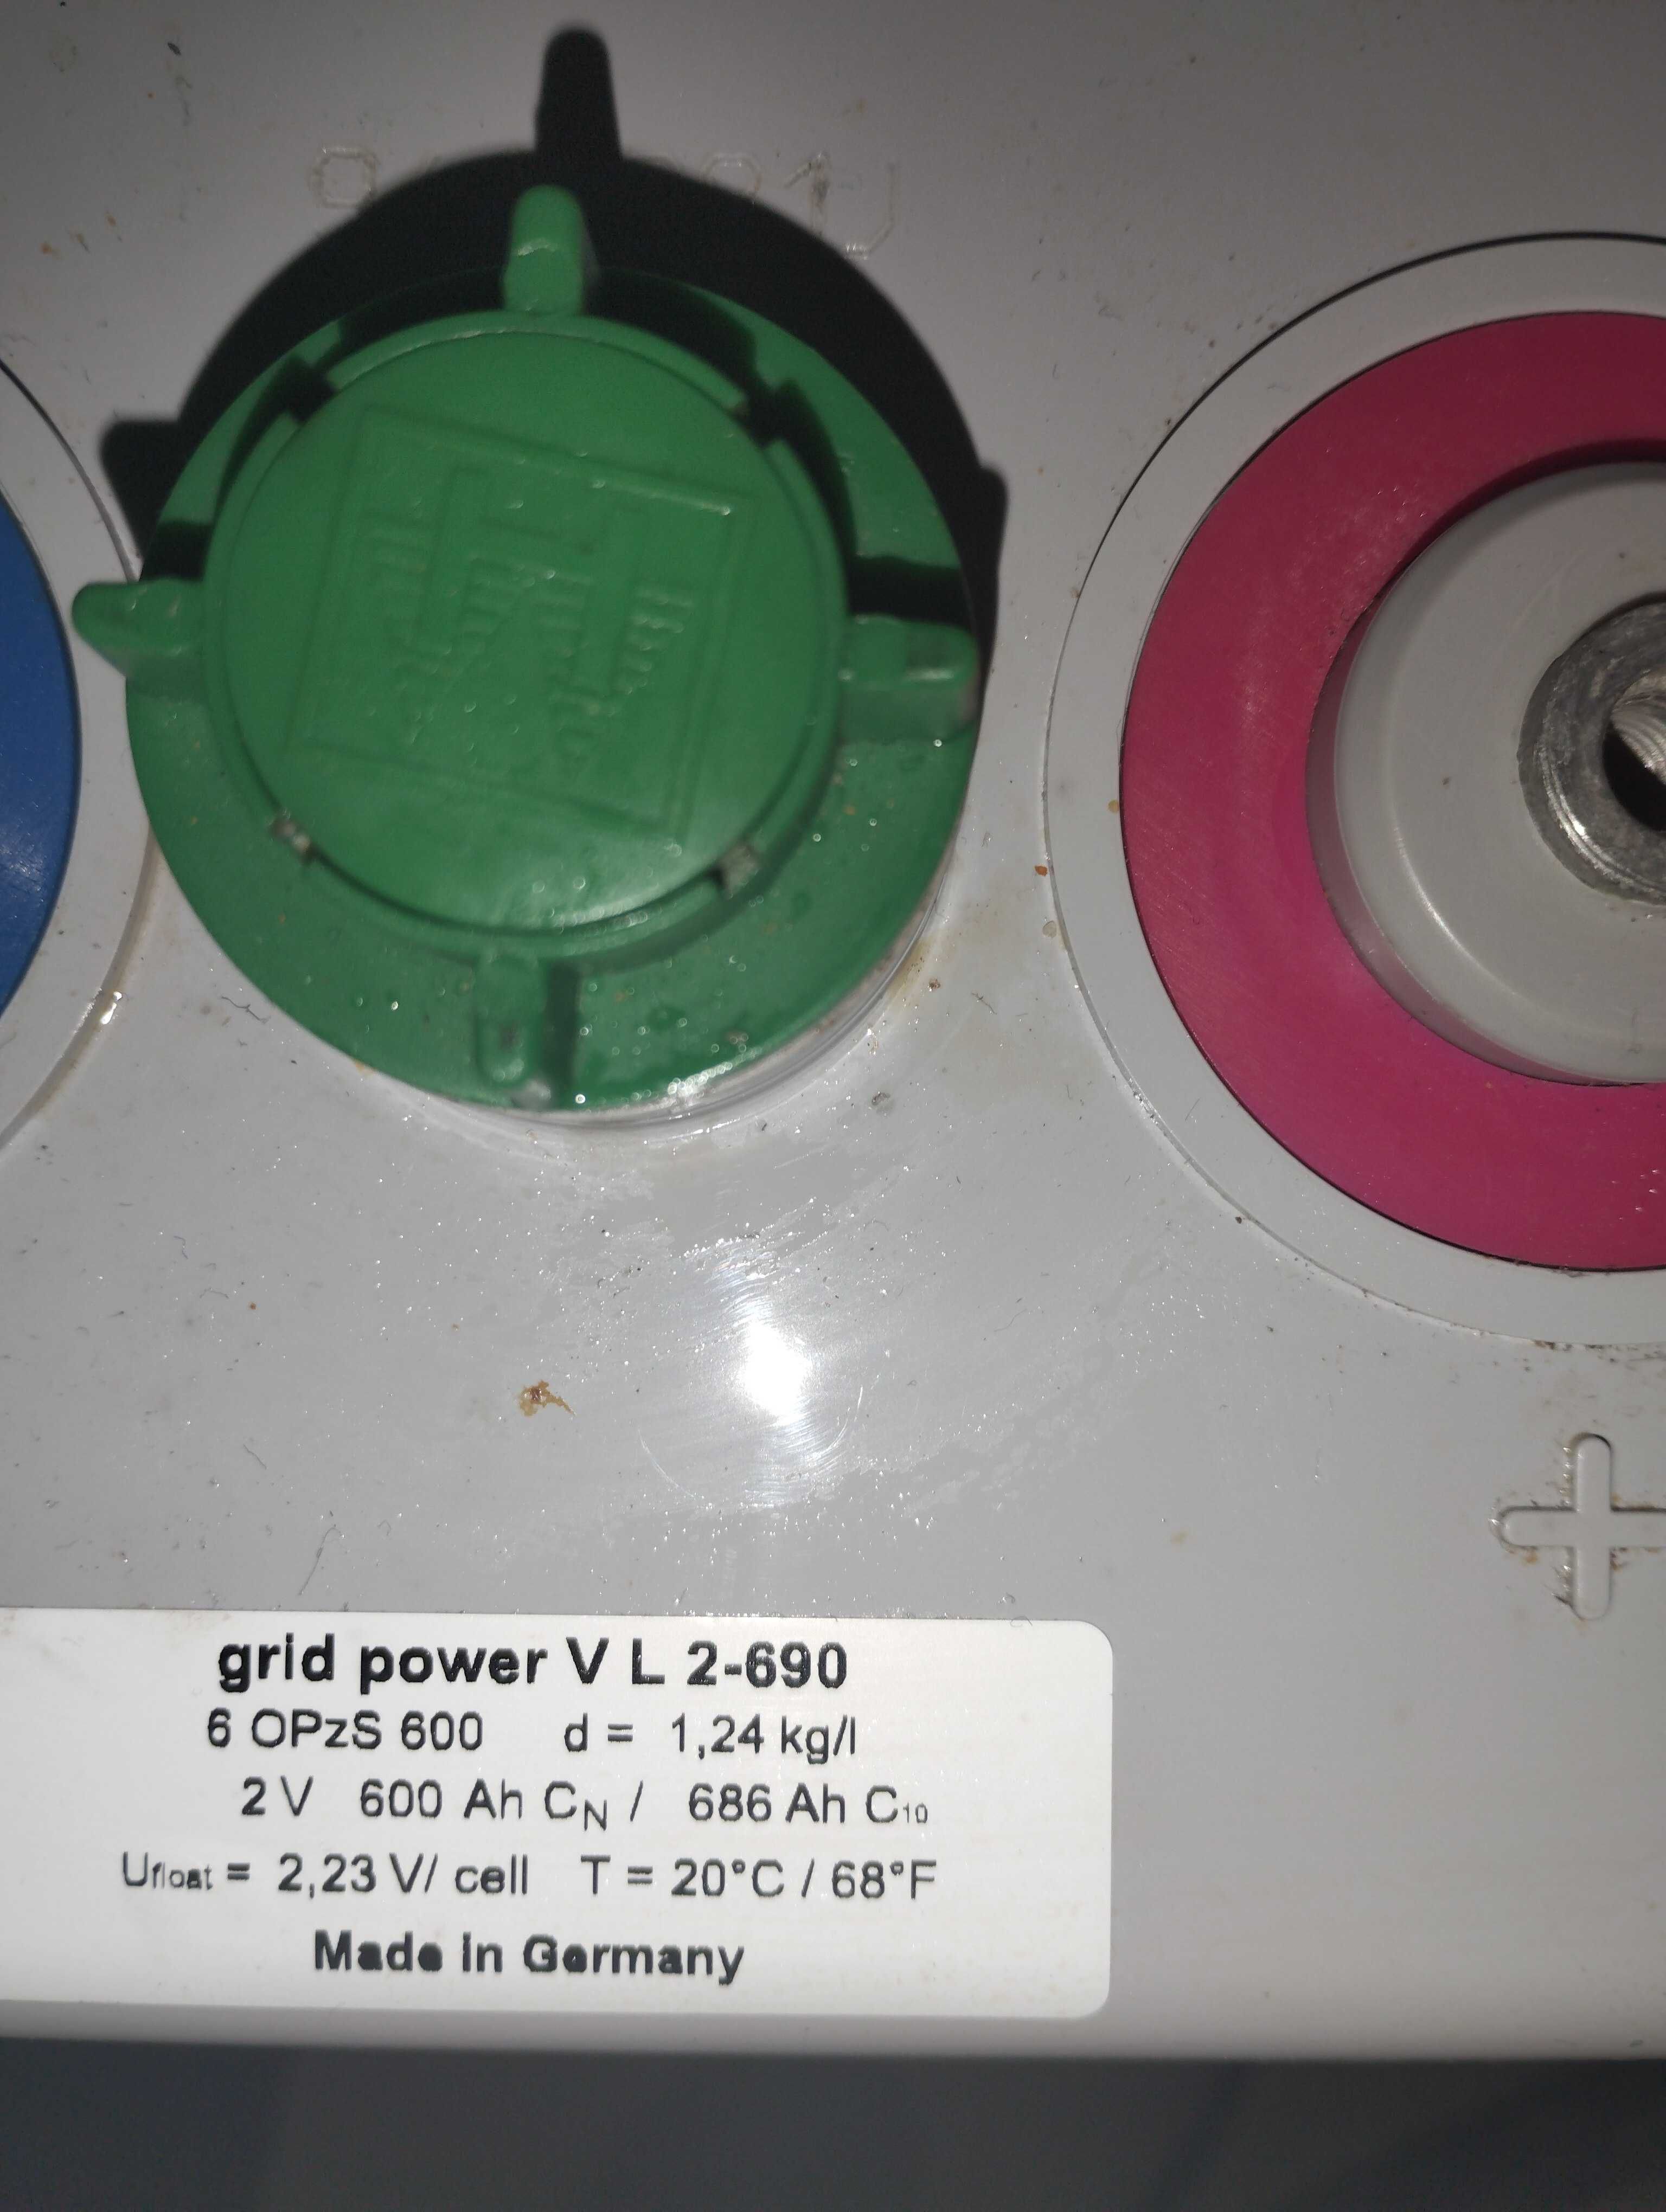 grid power V L 2-690
6 OPzS 600 d = 1,24 kg/l
2 V 600 Ah CN / 686 Ah C10
Ufloat = 2,23 V/ cell T = 20°C / 68°F
Made in Germany
+